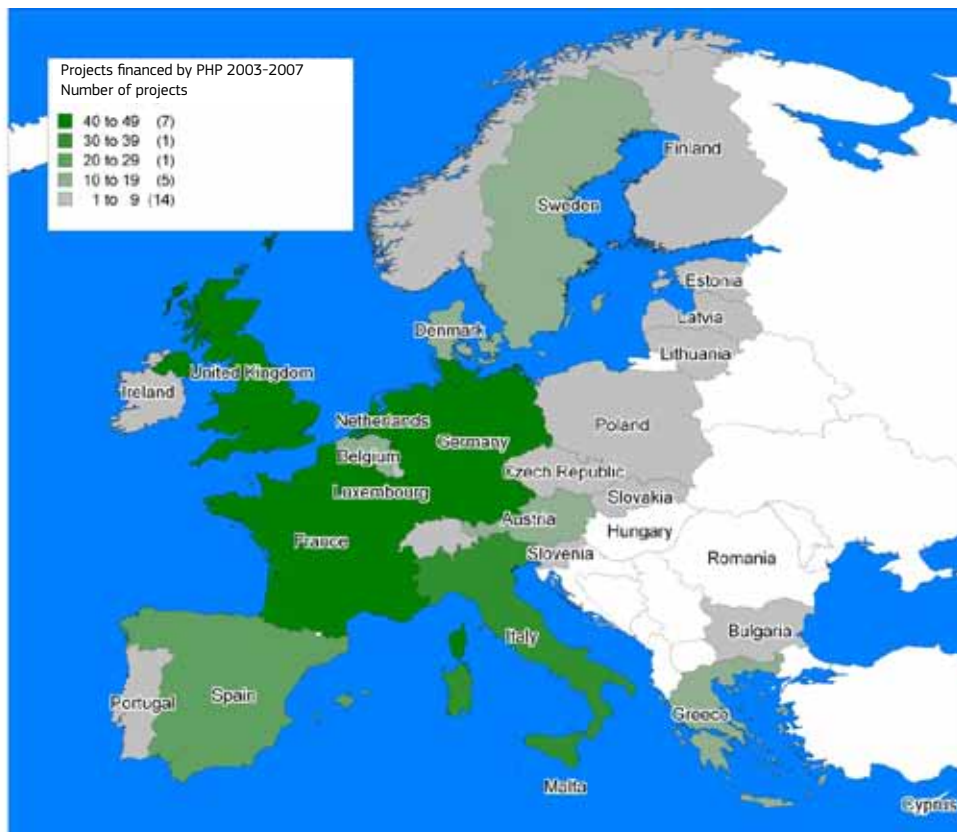 Projects financed by PHP 2003-2007
Number of projects
40 to 49 (7)
30 to 39 (1)
20 to 29 (1)
10 to 19 (5)
1 to 9 (14)
Finland
Sweden
Estonia
Latvia
Denmark
Lithuania
United Kingdom
Ireland
Netherlands
Poland
Germany
Belgium
Czech Republic
Luxembourg
Slovakia
Austria
Hungary
France
Slovenia
Romania
Bulgaria
Italy
Spain
Portugal
Greece
Malta
Cyprus